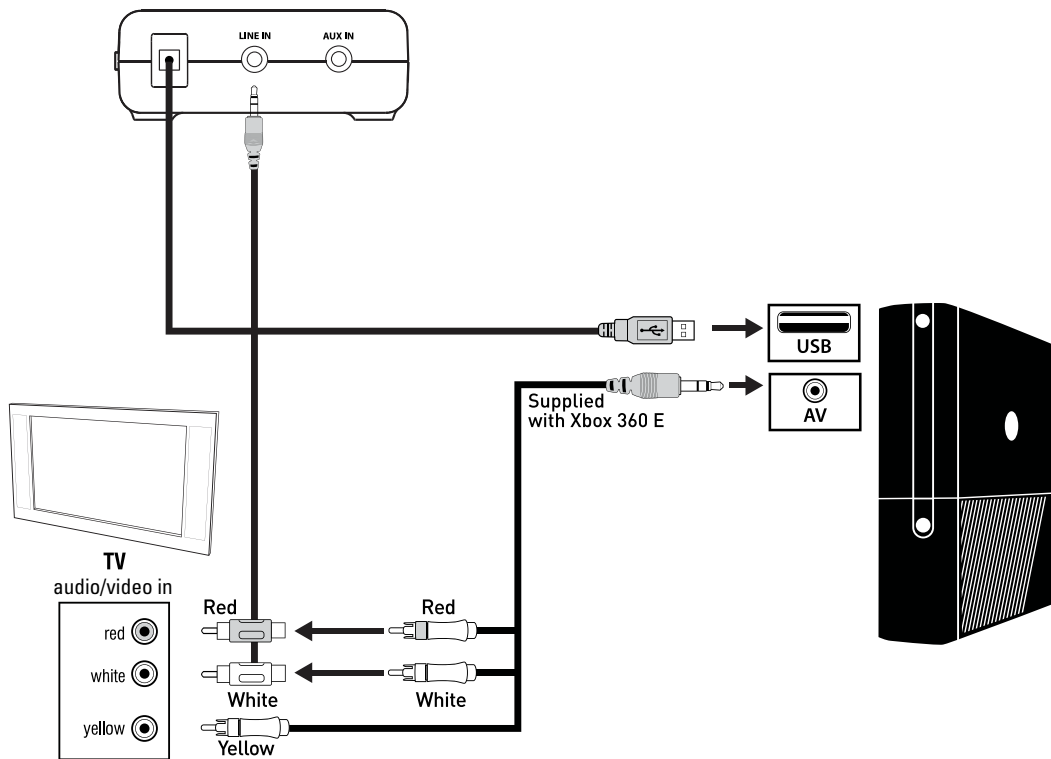 LINE IN
AUX IN
USB
Supplied
with Xbox 360 E
AV
TV
audio/video in
Red
Red
red
white
White
White
yellow
Yellow